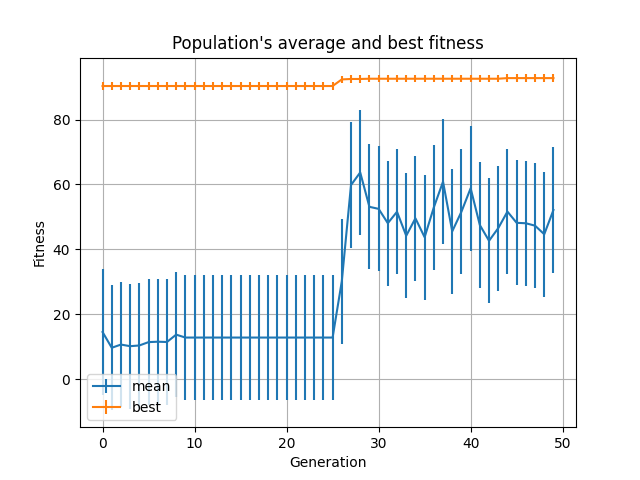 Population's average and best fitness
Fitness
80
60
40
20
0
mean
best
0 10 20 30 40 50
Generation